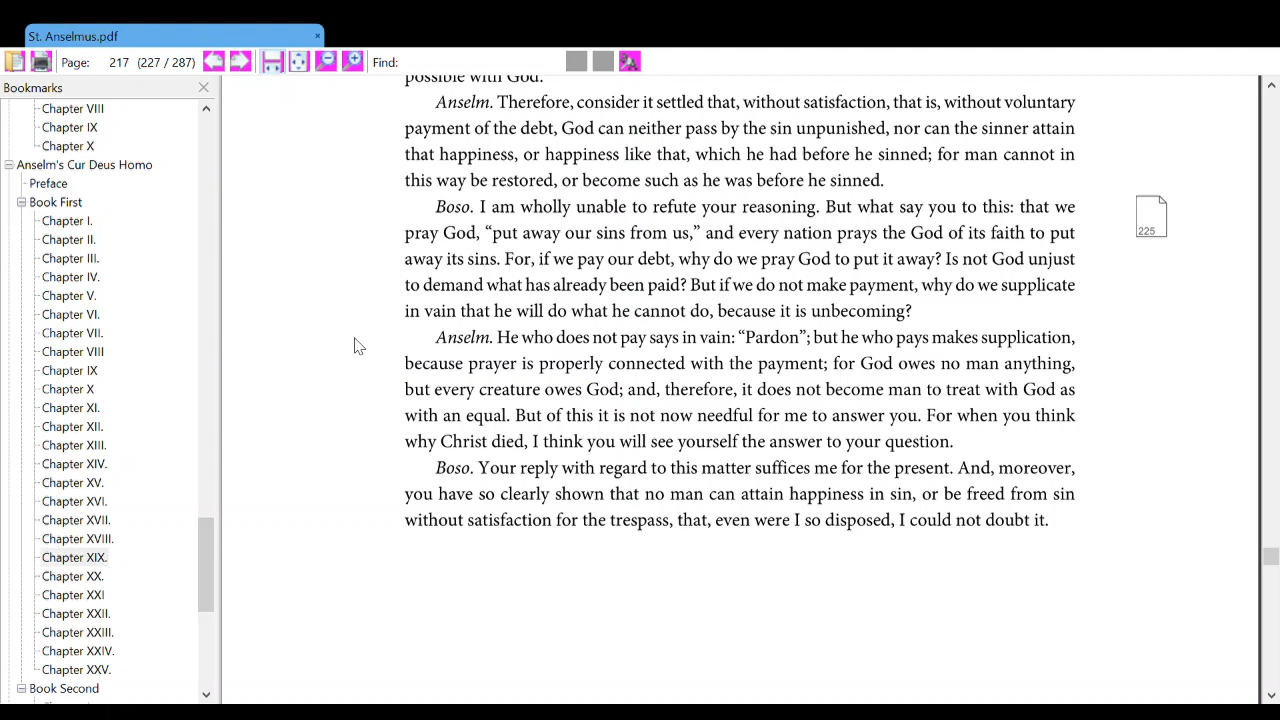 St. Anselmus.pdf
Page: 217 (227 / 287) Find:
Bookmarks
Chapter VIII
Chapter IX
Chapter X
Anselm's Cur Deus Homo
Preface
Book First
Chapter I.
Chapter II.
Chapter III.
Chapter IV.
Chapter V.
Chapter VI.
Chapter VII.
Chapter VIII
Chapter IX
Chapter X
Chapter XI.
Chapter XII.
Chapter XIII.
Chapter XIV.
Chapter XV.
Chapter XVI.
Chapter XVII.
Chapter XVIII.
Chapter XIX.
Chapter XX.
Chapter XXI
Chapter XXII.
Chapter XXIII.
Chapter XXIV.
Chapter XXV.
Book Second
possible with God.
Anselm. Therefore, consider it settled that, without satisfaction, that is, without voluntary
payment of the debt, God can neither pass by the sin unpunished, nor can the sinner attain
that happiness, or happiness like that, which he had before he sinned; for man cannot in
this way be restored, or become such as he was before he sinned.
Boso. I am wholly unable to refute your reasoning. But what say you to this: that we
pray God, “put away our sins from us,” and every nation prays the God of its faith to put
away its sins. For, if we pay our debt, why do we pray God to put it away? Is not God unjust
to demand what has already been paid? But if we do not make payment, why do we supplicate
in vain that he will do what he cannot do, because it is unbecoming?
Anselm. He who does not pay says in vain: “Pardon”; but he who pays makes supplication,
because prayer is properly connected with the payment; for God owes no man anything,
but every creature owes God; and, therefore, it does not become man to treat with God as
with an equal. But of this it is not now needful for me to answer you. For when you think
why Christ died, I think you will see yourself the answer to your question.
Boso. Your reply with regard to this matter suffices me for the present. And, moreover,
you have so clearly shown that no man can attain happiness in sin, or be freed from sin
without satisfaction for the trespass, that, even were I so disposed, I could not doubt it.
225